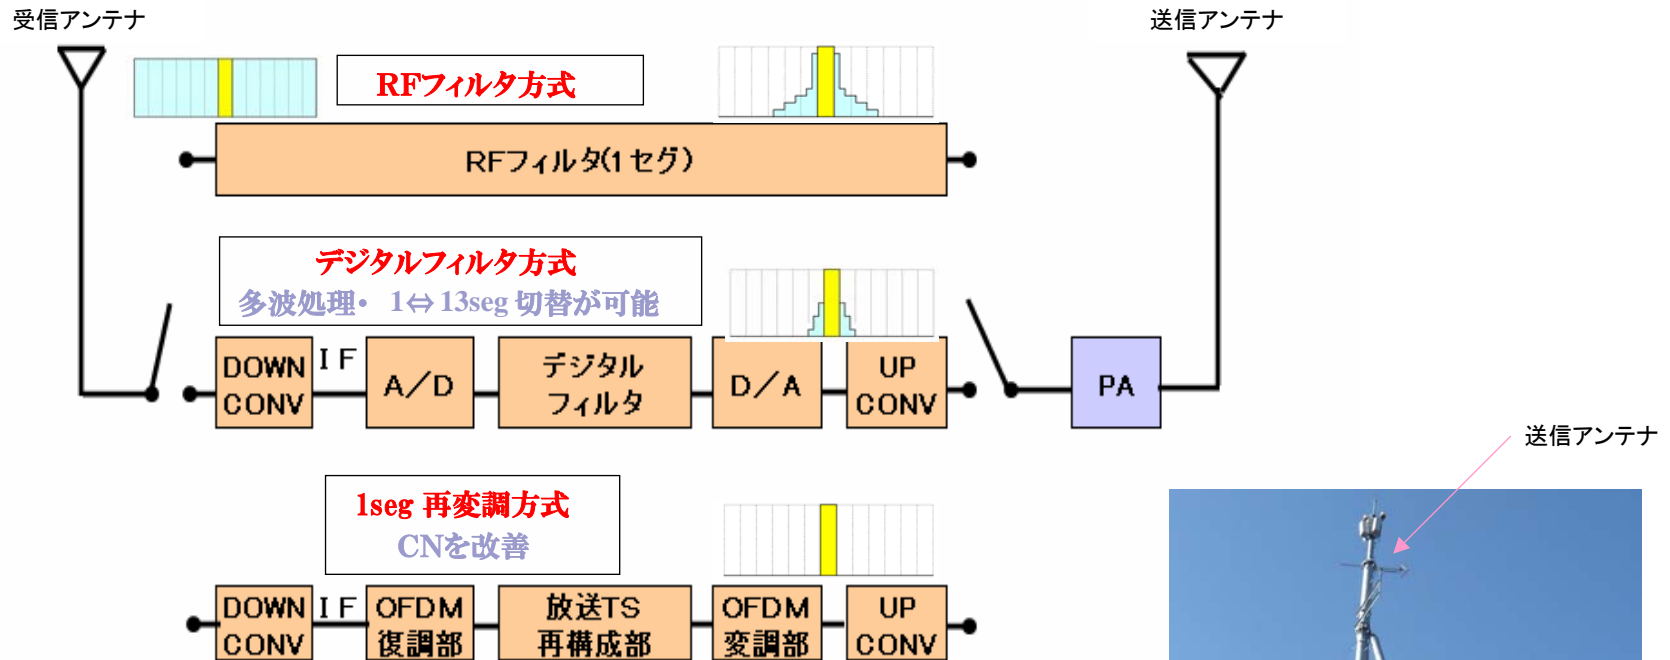 受信アンテナ
送信アンテナ
RFフィルタ方式
RFフィルタ(1セグ)
デジタルフィルタ方式
多波処理・ 1⇔13seg 切替が可能
DOWN
CONV
IF
A/D
デジタル
フィルタ
D/A
UP
CONV
PA
送信アンテナ
1seg 再変調方式
CNを改善
DOWN
CONV
IF
OFDM
復調部
放送TS
再構成部
OFDM
変調部
UP
CONV